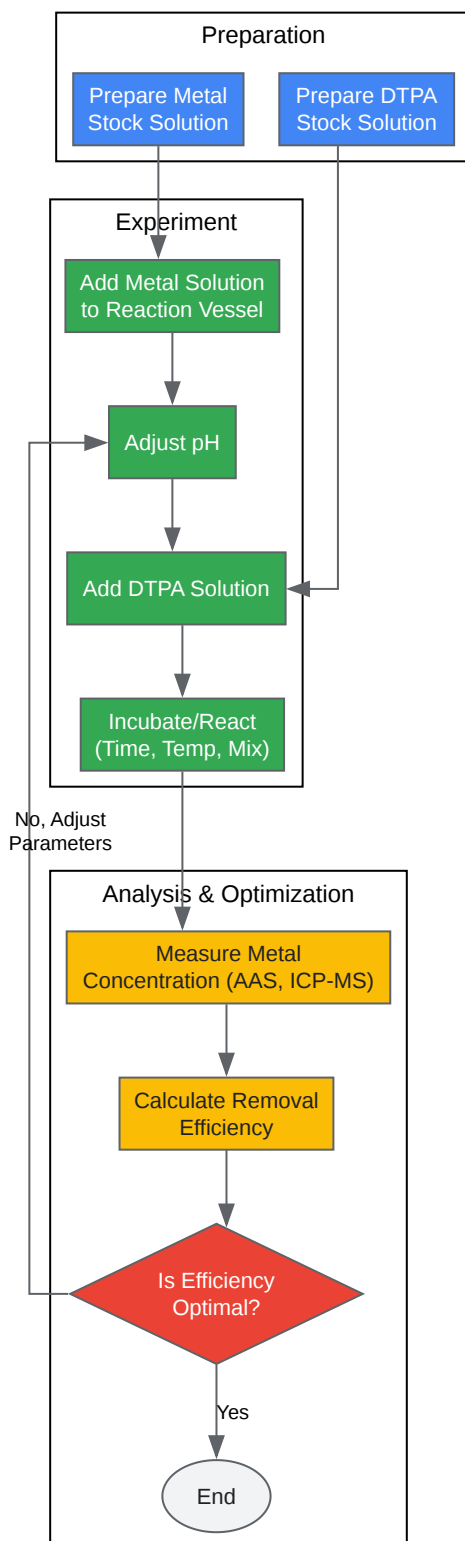 Preparation
Prepare Metal
Stock Solution
Prepare DTPA
Stock Solution
Experiment
Add Metal Solution
to Reaction Vessel
Adjust pH
Add DTPA Solution
Incubate/React
(Time, Temp, Mix)
No, Adjust
Parameters
Analysis & Optimization
Measure Metal
Concentration (AAS, ICP-MS)
Calculate Removal
Efficiency
Is Efficiency
Optimal?
Yes
End